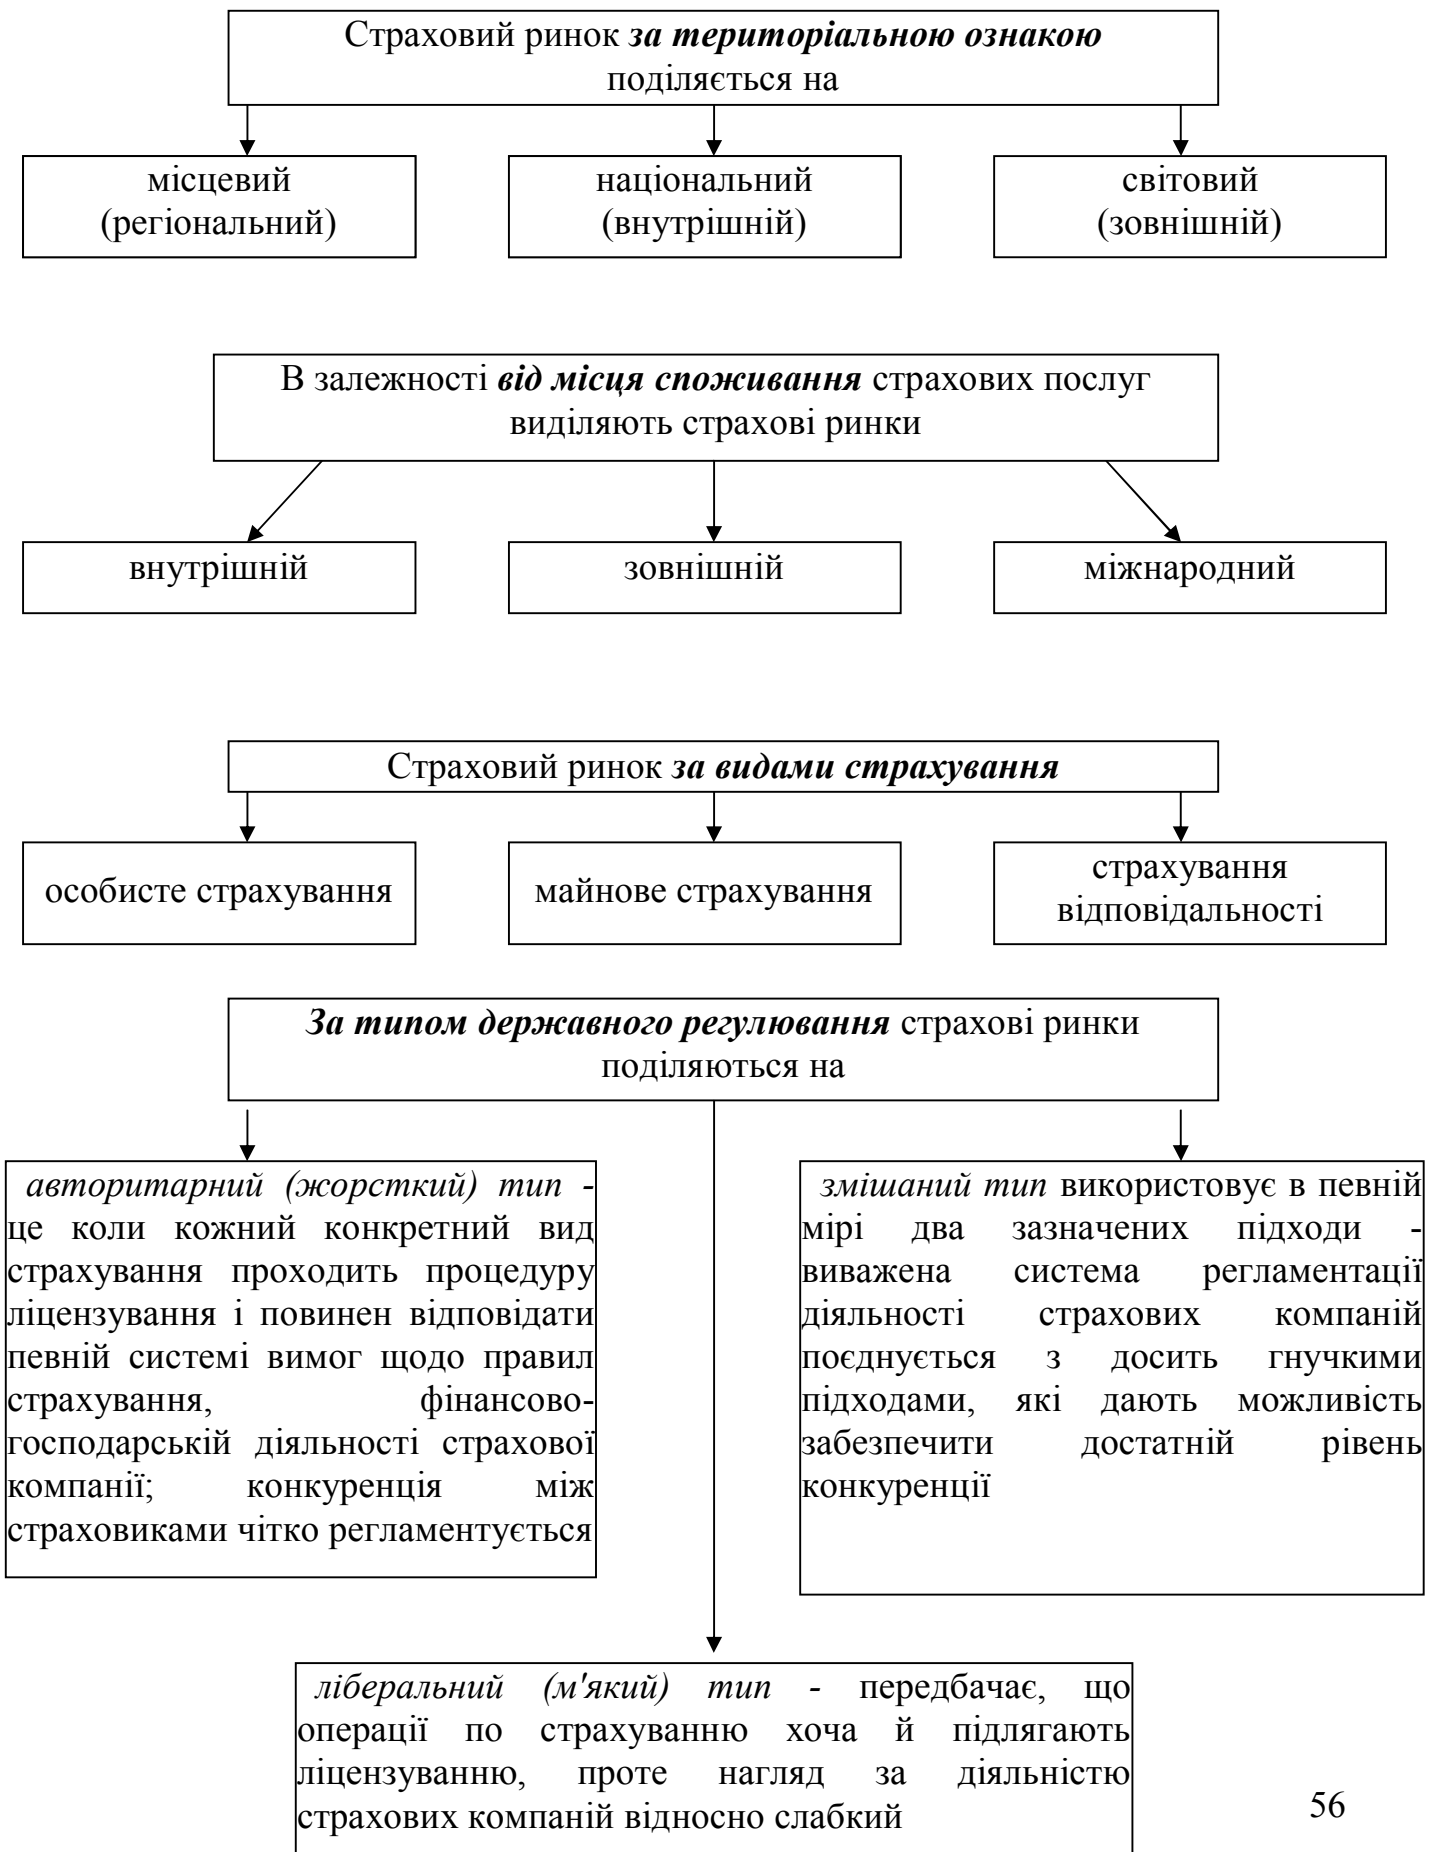 Страховий ринок за територіальною ознакою
поділяється на
місцевий
(регіональний)
національний
(внутрішній)
світовий
(зовнішній)
В залежності від місця споживання страхових послуг
виділяють страхові ринки
внутрішній
зовнішній
міжнародний
Страховий ринок за видами страхування
особисте страхування
майнове страхування
страхування
відповідальності
За типом державного регулювання страхові ринки
поділяються на
авторитарний (жорсткий) тип -
це коли кожний конкретний вид
страхування проходить процедуру
ліцензування і повинен відповідати
певній системі вимог щодо правил
страхування, фінансово-
господарській діяльності страхової
компанії; конкуренція між
страховиками чітко регламентується
змішаний тип використовує в певній
мірі два зазначених підходи -
виважена система регламентації
діяльності страхових компаній
поєднується з досить гнучкими
підходами, які дають можливість
забезпечити достатній рівень
конкуренції
ліберальний (м'який) тип - передбачає, що
операції по страхуванню хоча й підлягають
ліцензуванню, проте нагляд за діяльністю
страхових компаній відносно слабкий
56